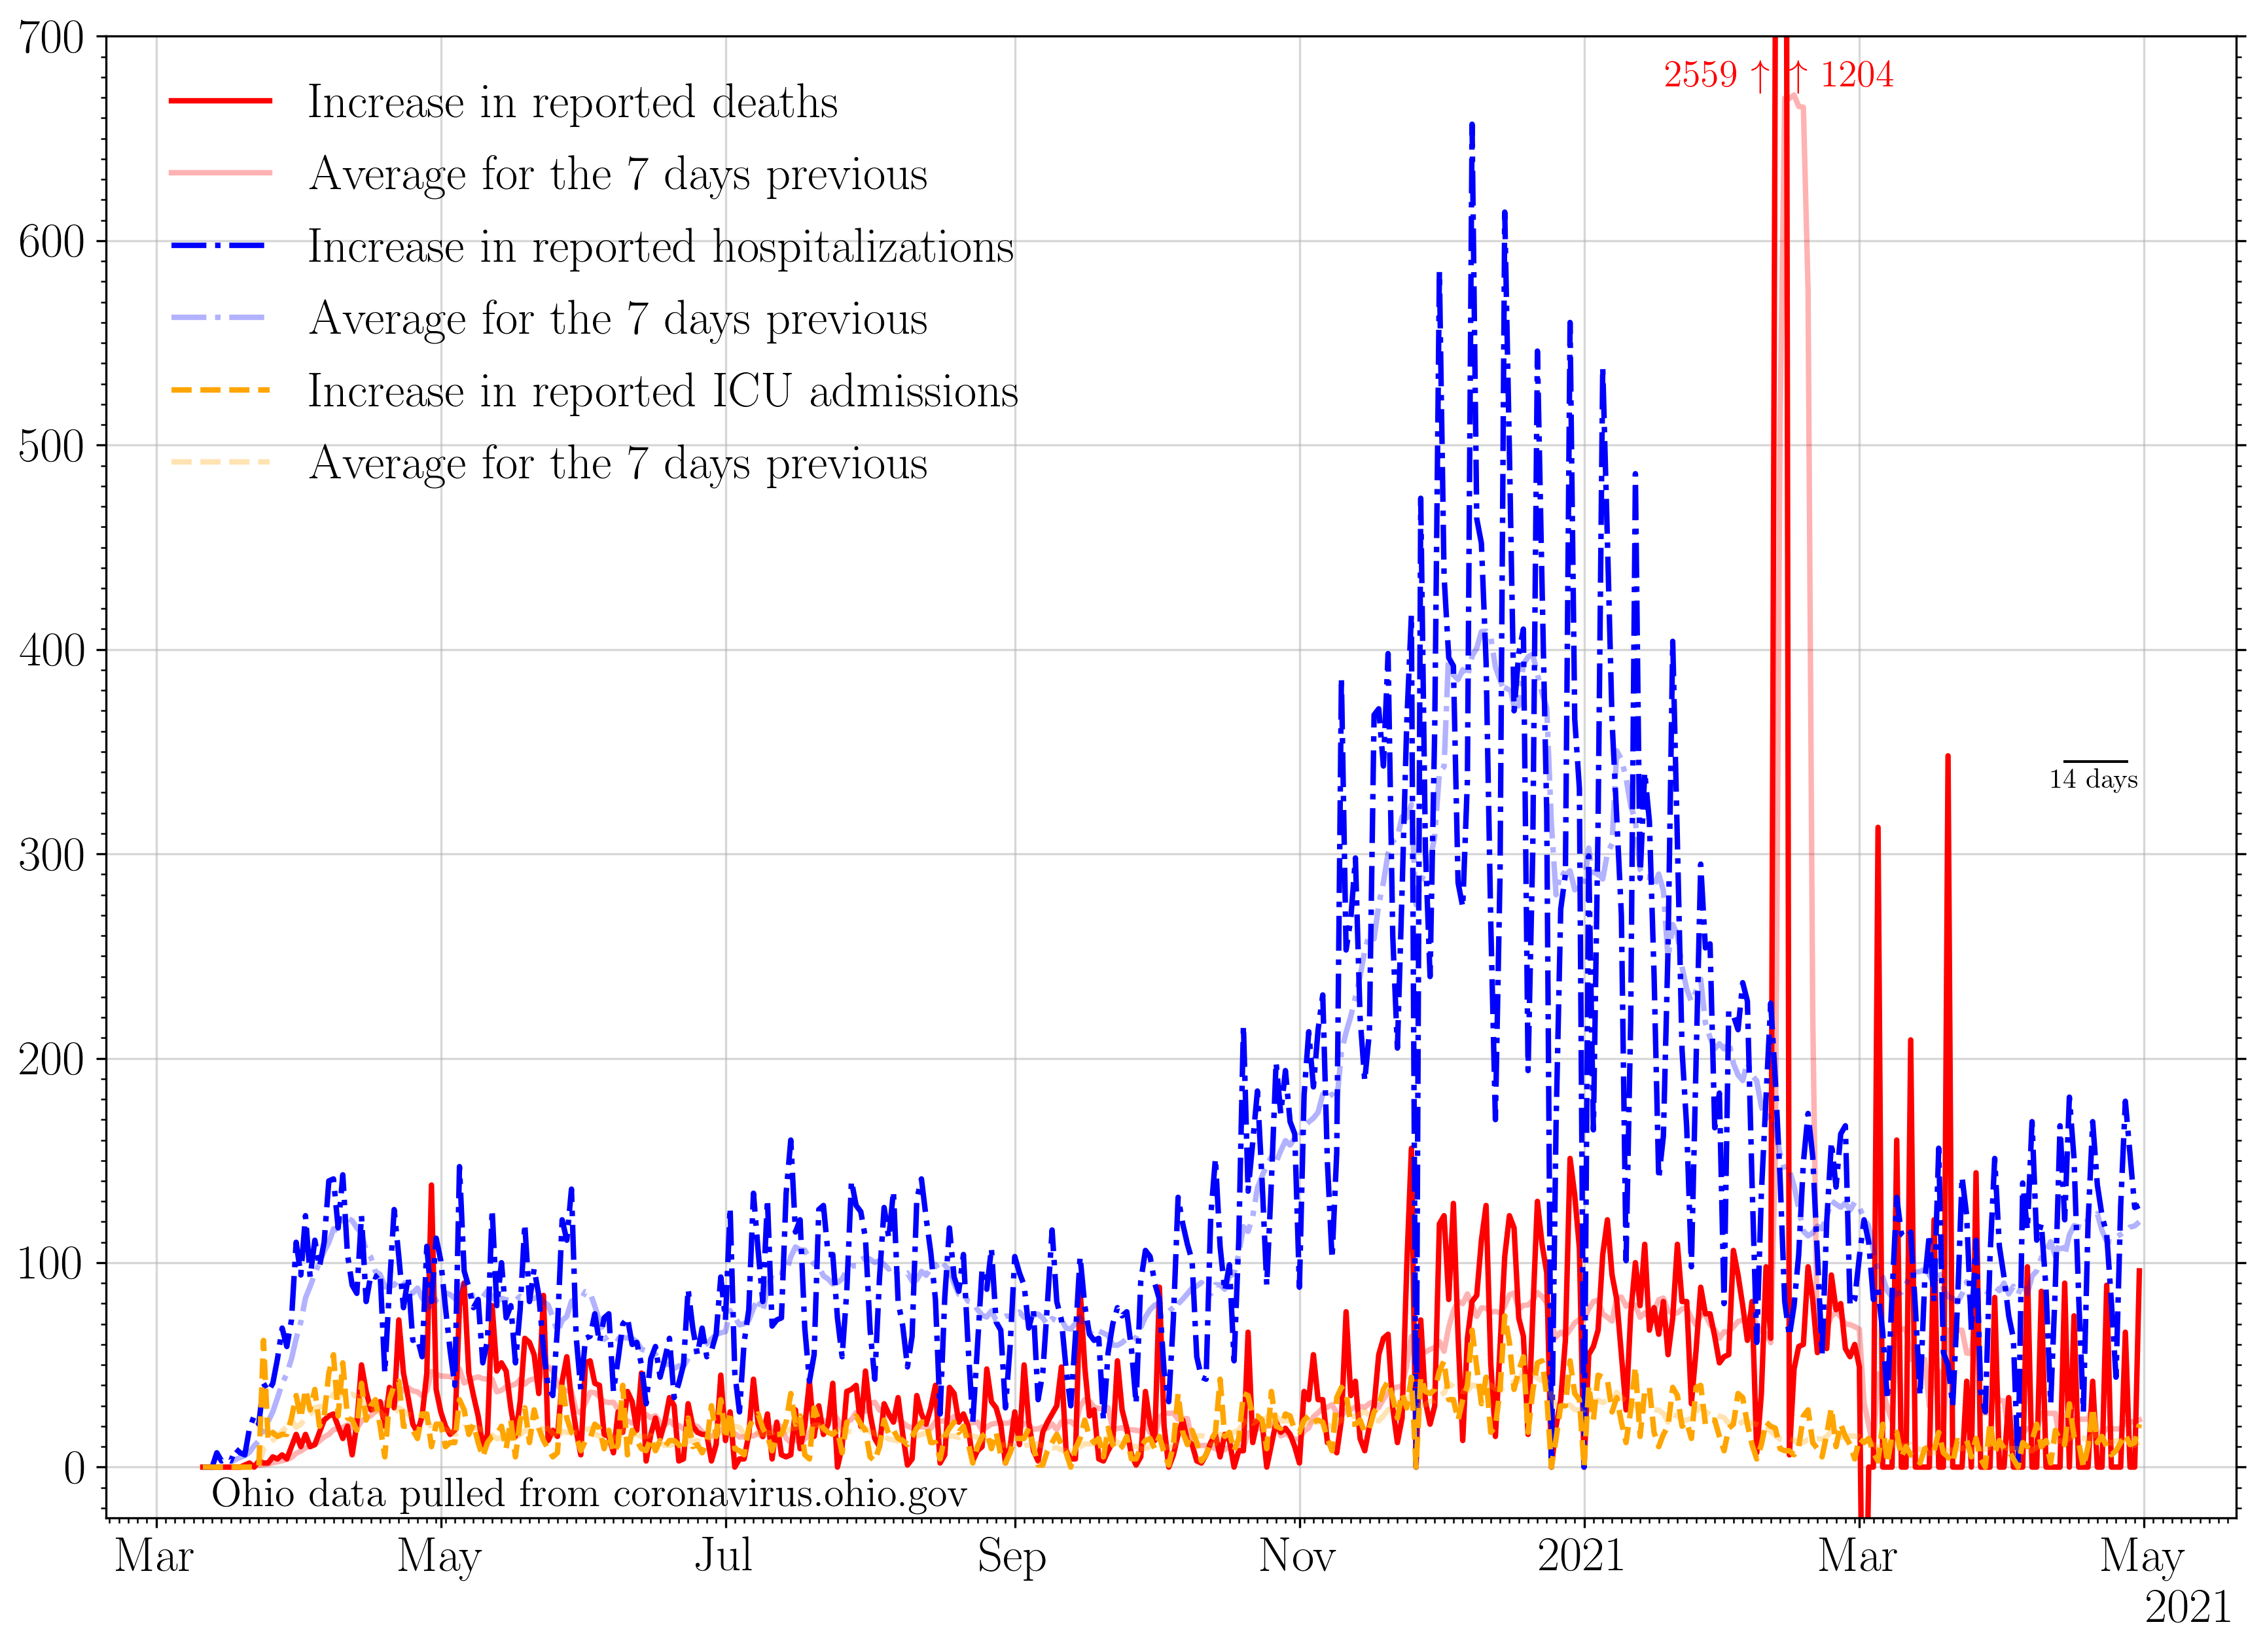 700
600
500
400
300
200
100
0
2559 ↑ ↑ 1204
Increase in reported deaths
Average for the 7 days previous
Increase in reported hospitalizations
Average for the 7 days previous
Increase in reported ICU admissions
Average for the 7 days previous
14 days
Ohio data pulled from coronavirus.ohio.gov
Mar May Jul Sep Nov 2021 Mar May
2021